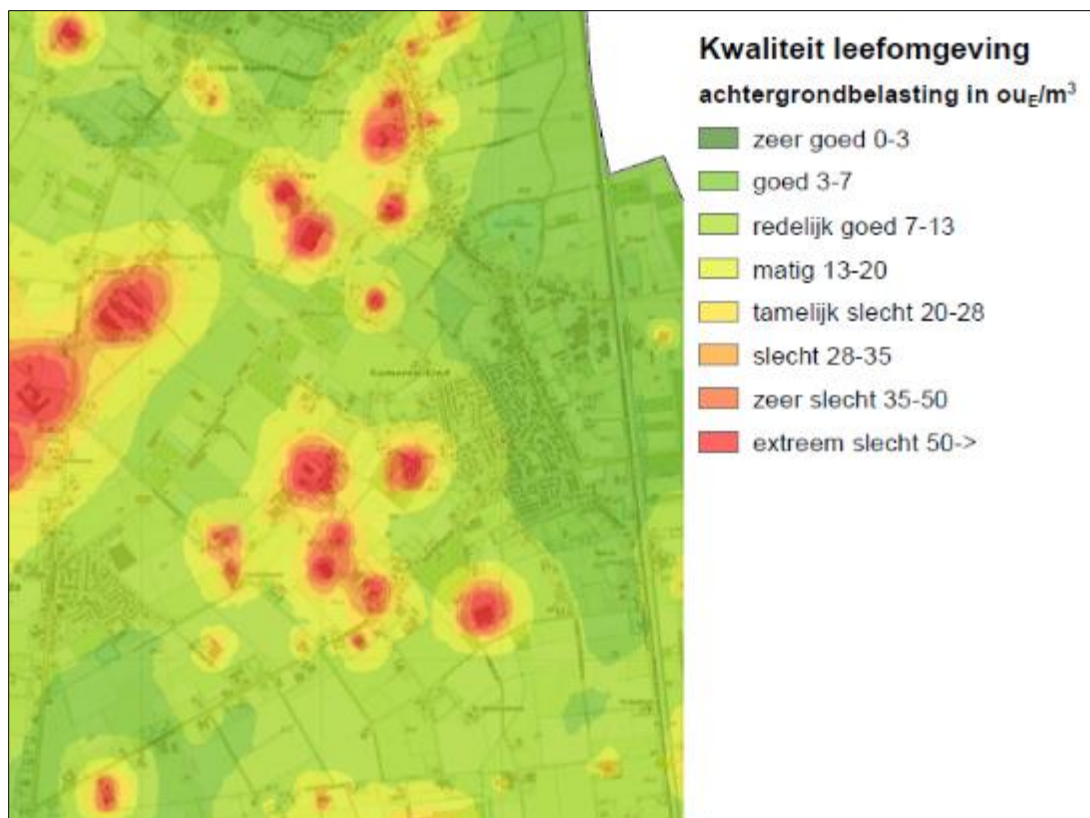 Kwaliteit leefomgeving
achtergrondbelasting in ouE/m³
zeer goed 0-3
goed 3-7
redelijk goed 7-13
matig 13-20
tamelijk slecht 20-28
slecht 28-35
zeer slecht 35-50
extreem slecht 50->